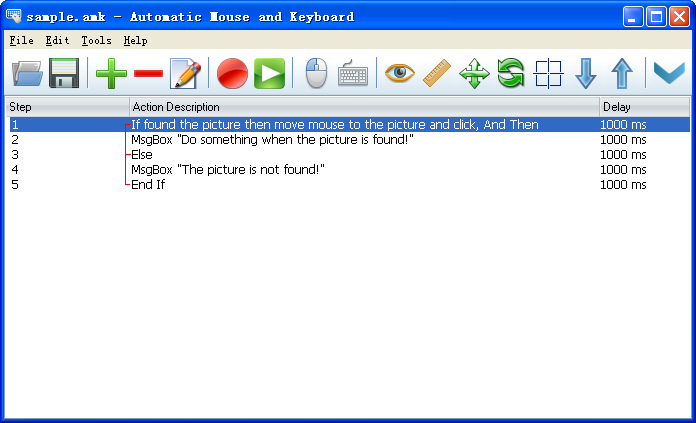 sample.amk - Automatic Mouse and Keyboard
File Edit Tools Help
Step Action Description Delay
1 If found the picture then move mouse to the picture and click, And Then 1000 ms
2 MsgBox "Do something when the picture is found!" 1000 ms
3 Else 1000 ms
4 MsgBox "The picture is not found!" 1000 ms
5 End If 1000 ms